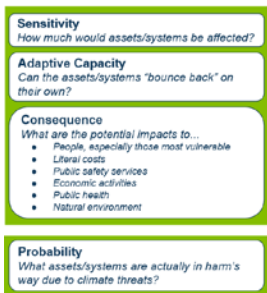 Sensitivity
How much would assets/systems be affected?
Adaptive Capacity
Can the assets/systems "bounce back" on
their own?
Consequence
What are the potential impacts to...
• People, especially those most vulnerable
• Literal costs
• Public safety services
• Economic activities
• Public health
• Natural environment
Probability
What assets/systems are actually in harm's
way due to climate threats?